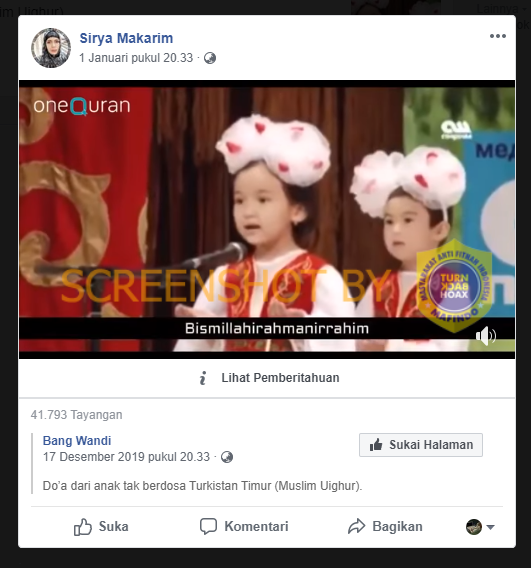 Sirya Makarim
1 Januari pukul 20.33 ·
oneQuran
мед
SCREENSHOT BY
MASYARAKAT ANTI FITNAH INDONESIA
TURN
BACK
HOAX
MAFINDO
Bismillahirahmanirrahim
Lihat Pemberitahuan
41.793 Tayangan
Bang Wandi
17 Desember 2019 pukul 20.33 ·
Sukai Halaman
Do'a dari anak tak berdosa Turkistan Timur (Muslim Uighur).
Suka
Komentari
Bagikan